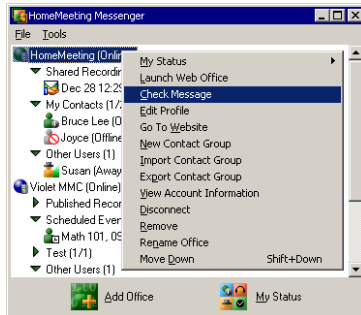 HomeMeeting Messenger
File Tools
HomeMeeting (Onlin
Shared Recordin
Dec 28 12:29
My Contacts (1/
Bruce Lee (O
Joyce (Offline
Other Users (1)
Susan (Away
Violet MMC (Online)
Published Recor
Scheduled Even
Math 101, 09
Test (1/1)
Other Users (1)
My Status
Launch Web Office
Check Message
Edit Profile
Go To Website
New Contact Group
Import Contact Group
Export Contact Group
View Account Information
Disconnect
Remove
Rename Office
Move Down Shift+Down
Add Office My Status